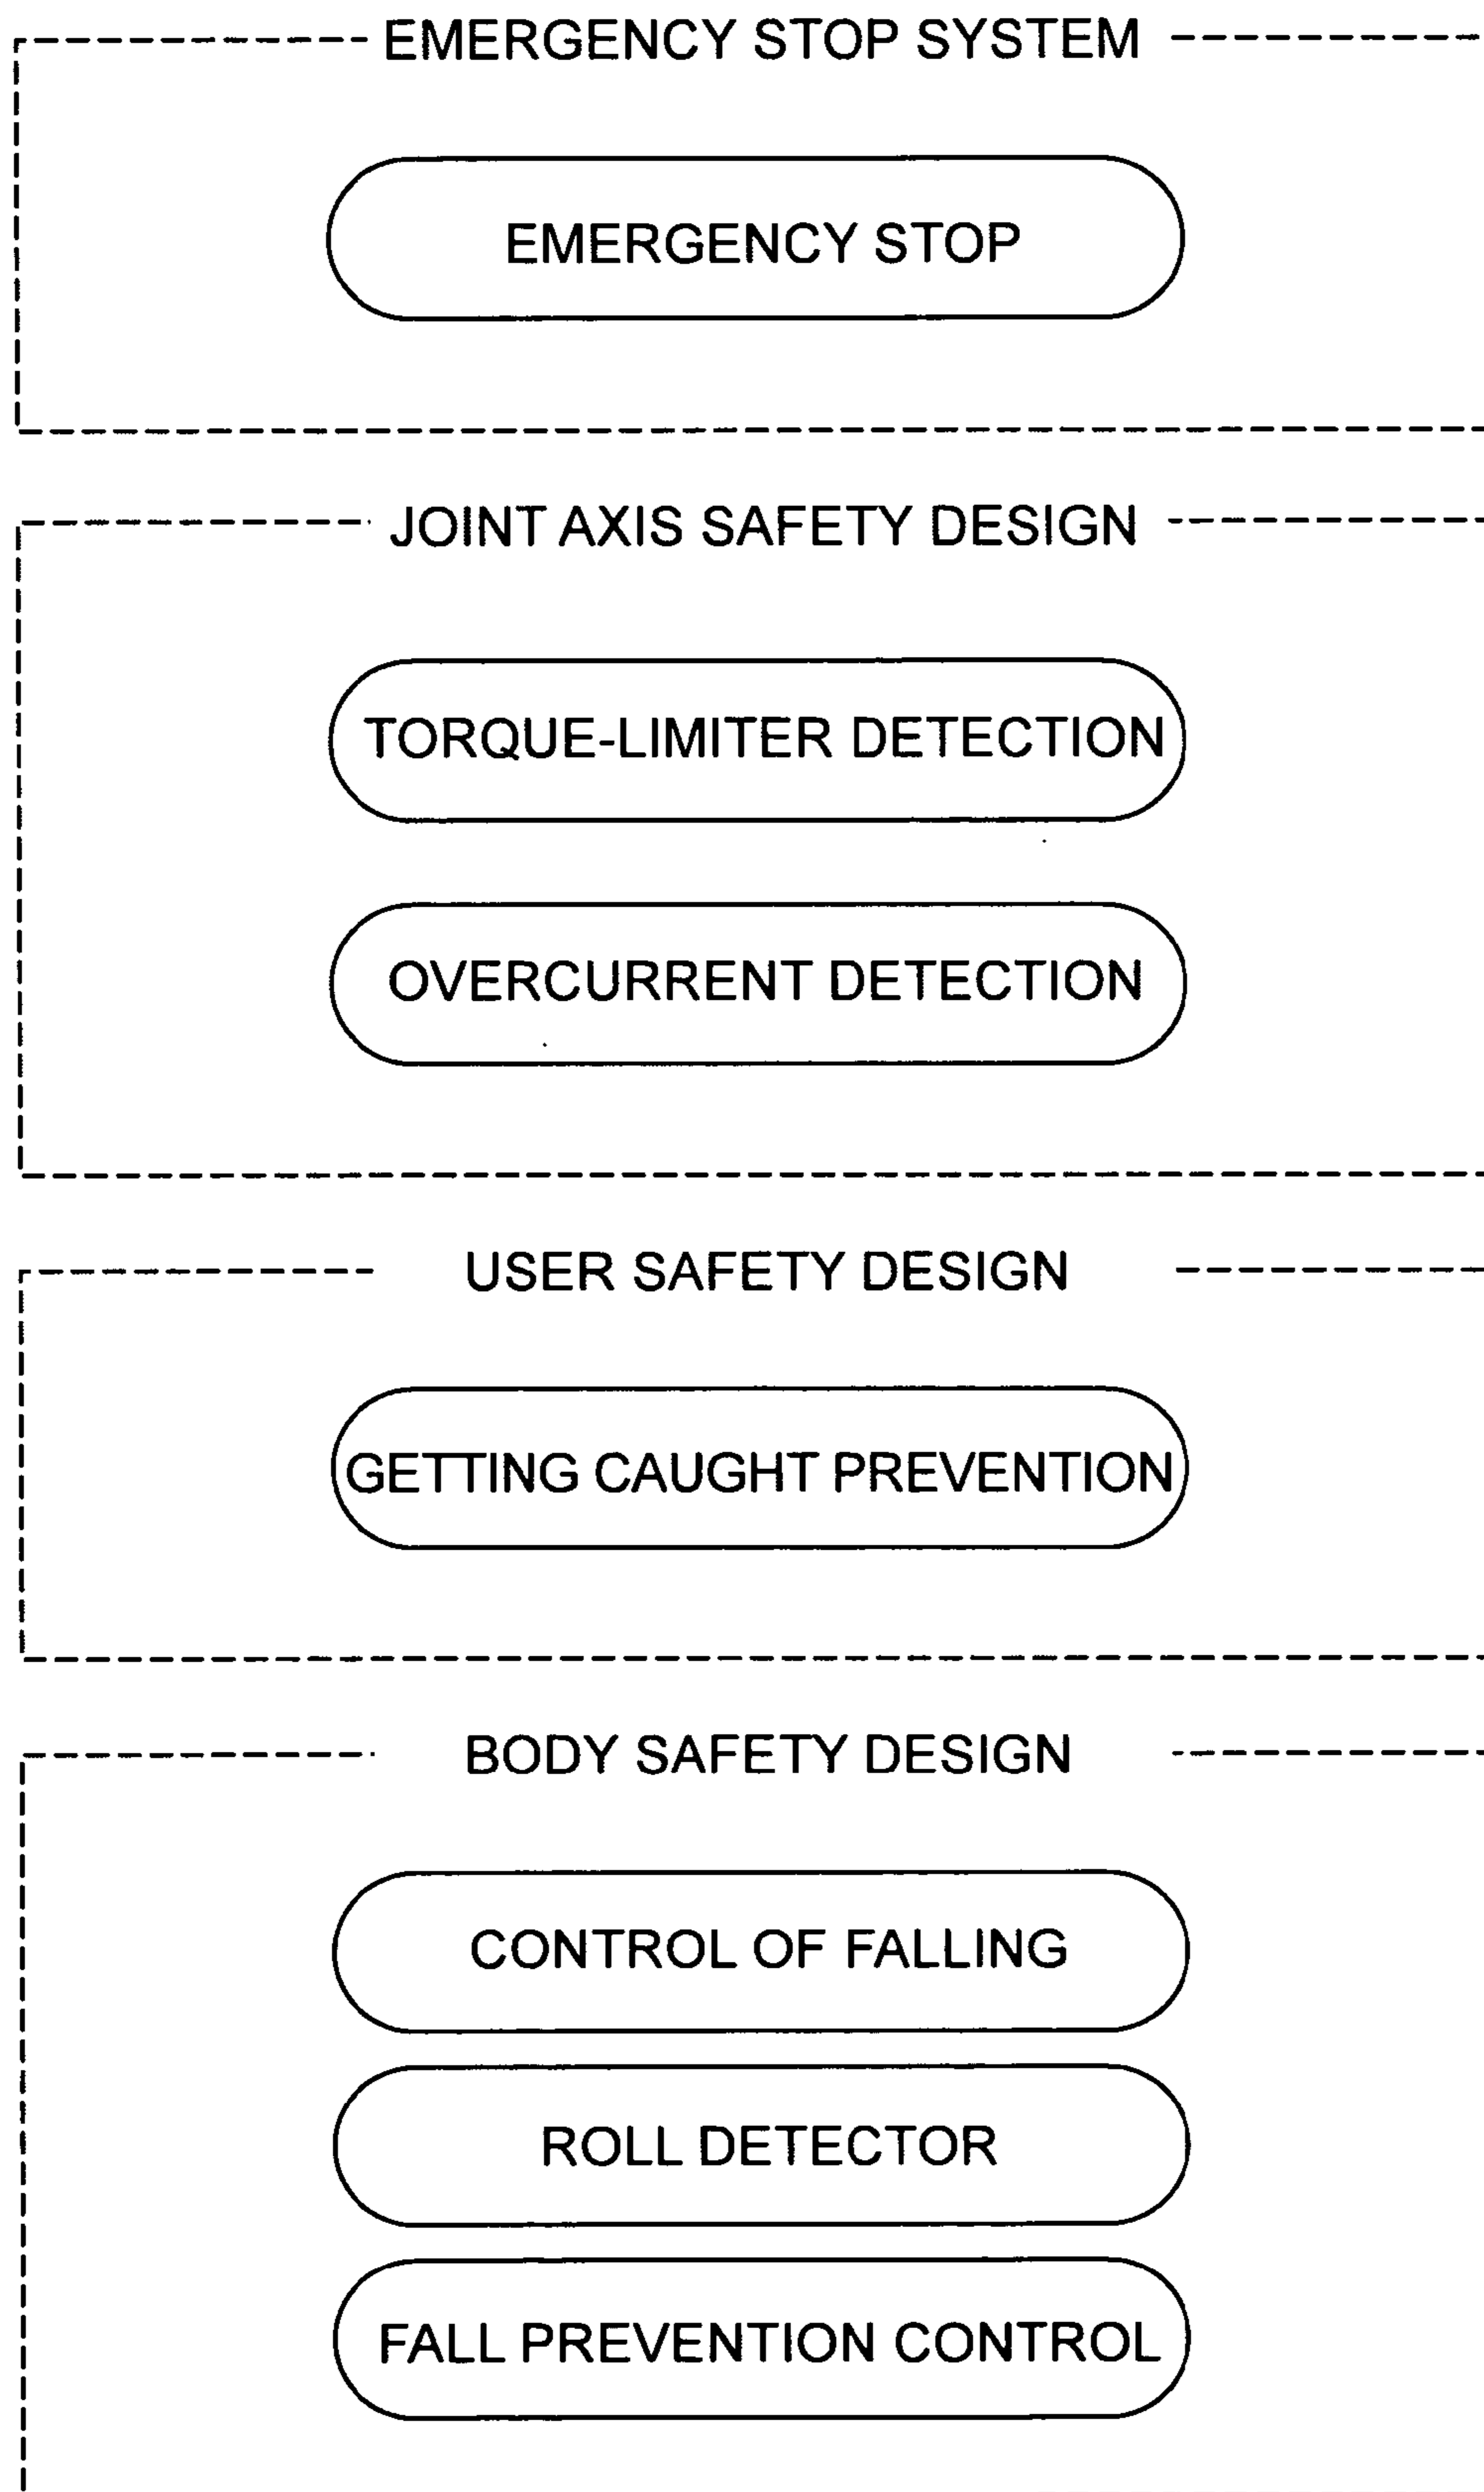 EMERGENCY STOP SYSTEM
EMERGENCY STOP
JOINT AXIS SAFETY DESIGN
TORQUE-LIMITER DETECTION
OVERCURRENT DETECTION
USER SAFETY DESIGN
GETTING CAUGHT PREVENTION
BODY SAFETY DESIGN
CONTROL OF FALLING
ROLL DETECTOR
FALL PREVENTION CONTROL